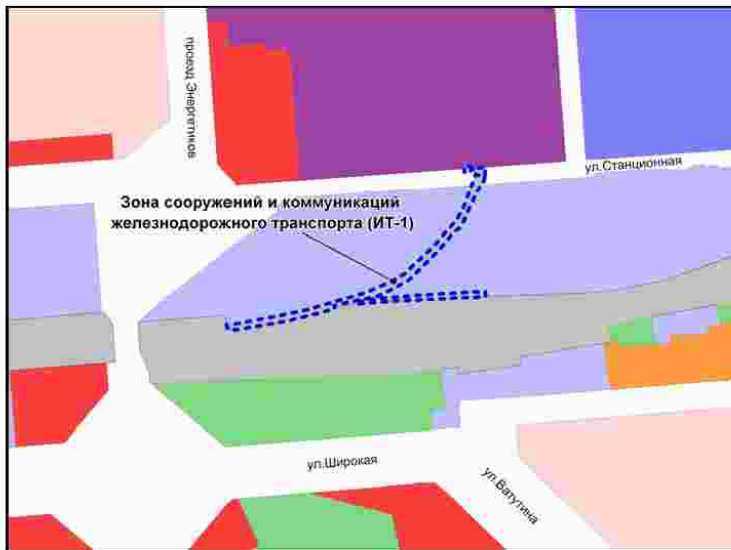 проезд Энергетиков
ул.Станционная
Зона сооружений и коммуникаций
железнодорожного транспорта (ИТ-1)
ул.Широкая
ул.Ватутина